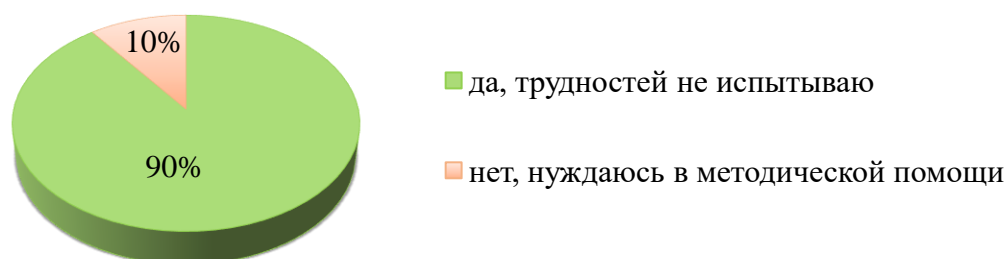 10%
90%
да, трудностей не испытываю
нет, нуждаюсь в методической помощи